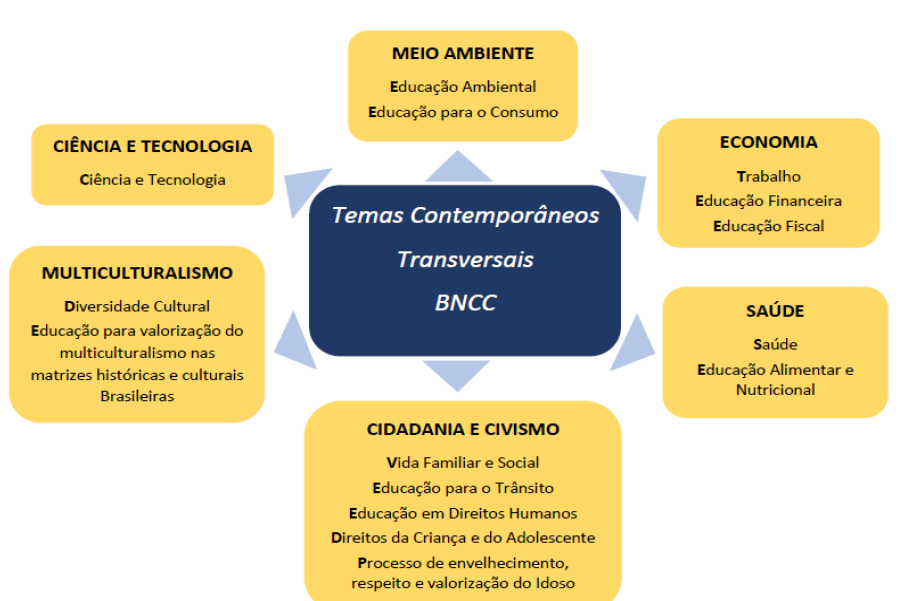 MEIO AMBIENTE
Educação Ambiental
Educação para o Consumo
CIÊNCIA E TECNOLOGIA
Ciência e Tecnologia
ECONOMIA
Trabalho
Educação Financeira
Educação Fiscal
Temas Contemporâneos
Transversais
BNCC
MULTICULTURALISMO
Diversidade Cultural
Educação para valorização do
multiculturalismo nas
matrizes históricas e culturais
Brasileiras
SAÚDE
Saúde
Educação Alimentar e
Nutricional
CIDADANIA E CIVISMO
Vida Familiar e Social
Educação para o Trânsito
Educação em Direitos Humanos
Direitos da Criança e do Adolescente
Processo de envelhecimento,
respeito e valorização do Idoso